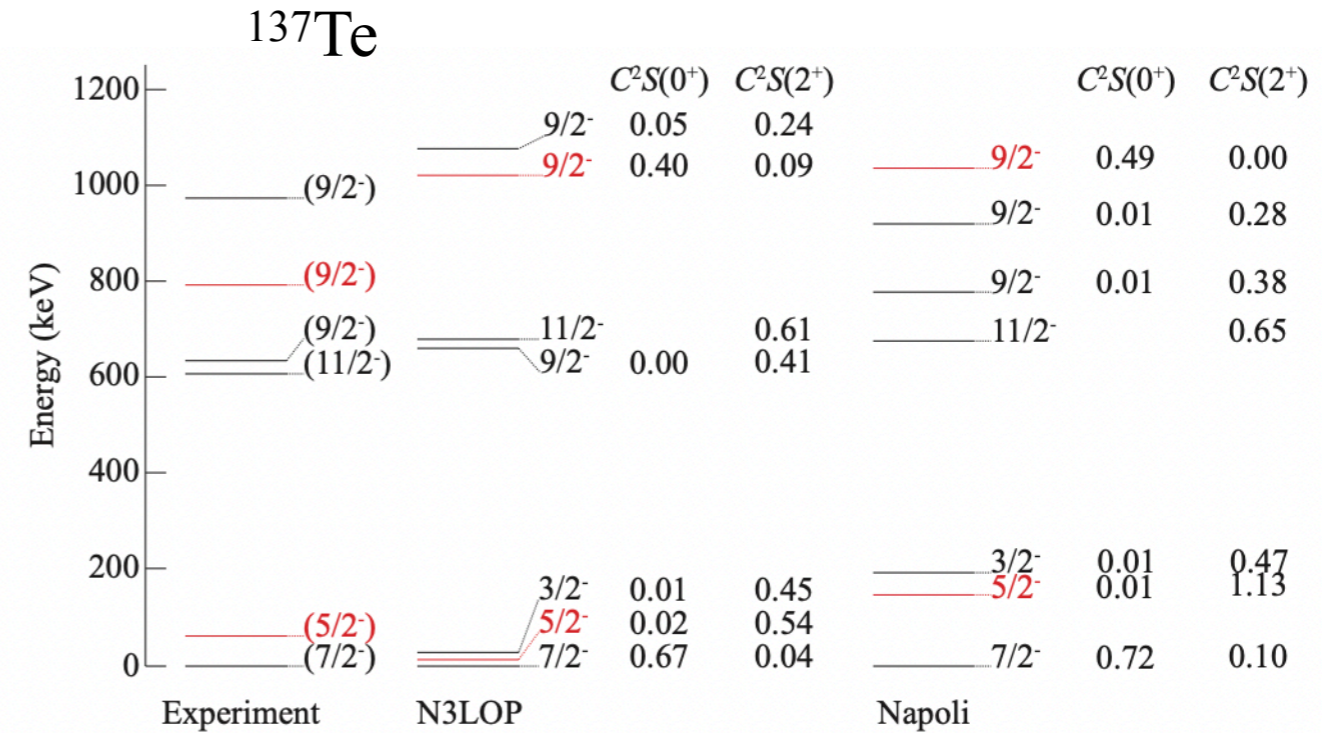 ¹³⁷Te
C²S(0⁺) C²S(2⁺) C²S(0⁺) C²S(2⁺)
Energy (keV)
1200
1000
800
600
400
200
0
(9/2⁻)
(9/2⁻)
(9/2⁻)
(11/2⁻)
(5/2⁻)
(7/2⁻)
Experiment
9/2⁻ 0.05 0.24
9/2⁻ 0.40 0.09
11/2⁻ 0.61
9/2⁻ 0.00 0.41
3/2⁻ 0.01 0.45
5/2⁻ 0.02 0.54
7/2⁻ 0.67 0.04
N3LOP
9/2⁻ 0.49 0.00
9/2⁻ 0.01 0.28
9/2⁻ 0.01 0.38
11/2⁻ 0.65
3/2⁻ 0.01 0.47
5/2⁻ 0.01 1.13
7/2⁻ 0.72 0.10
Napoli